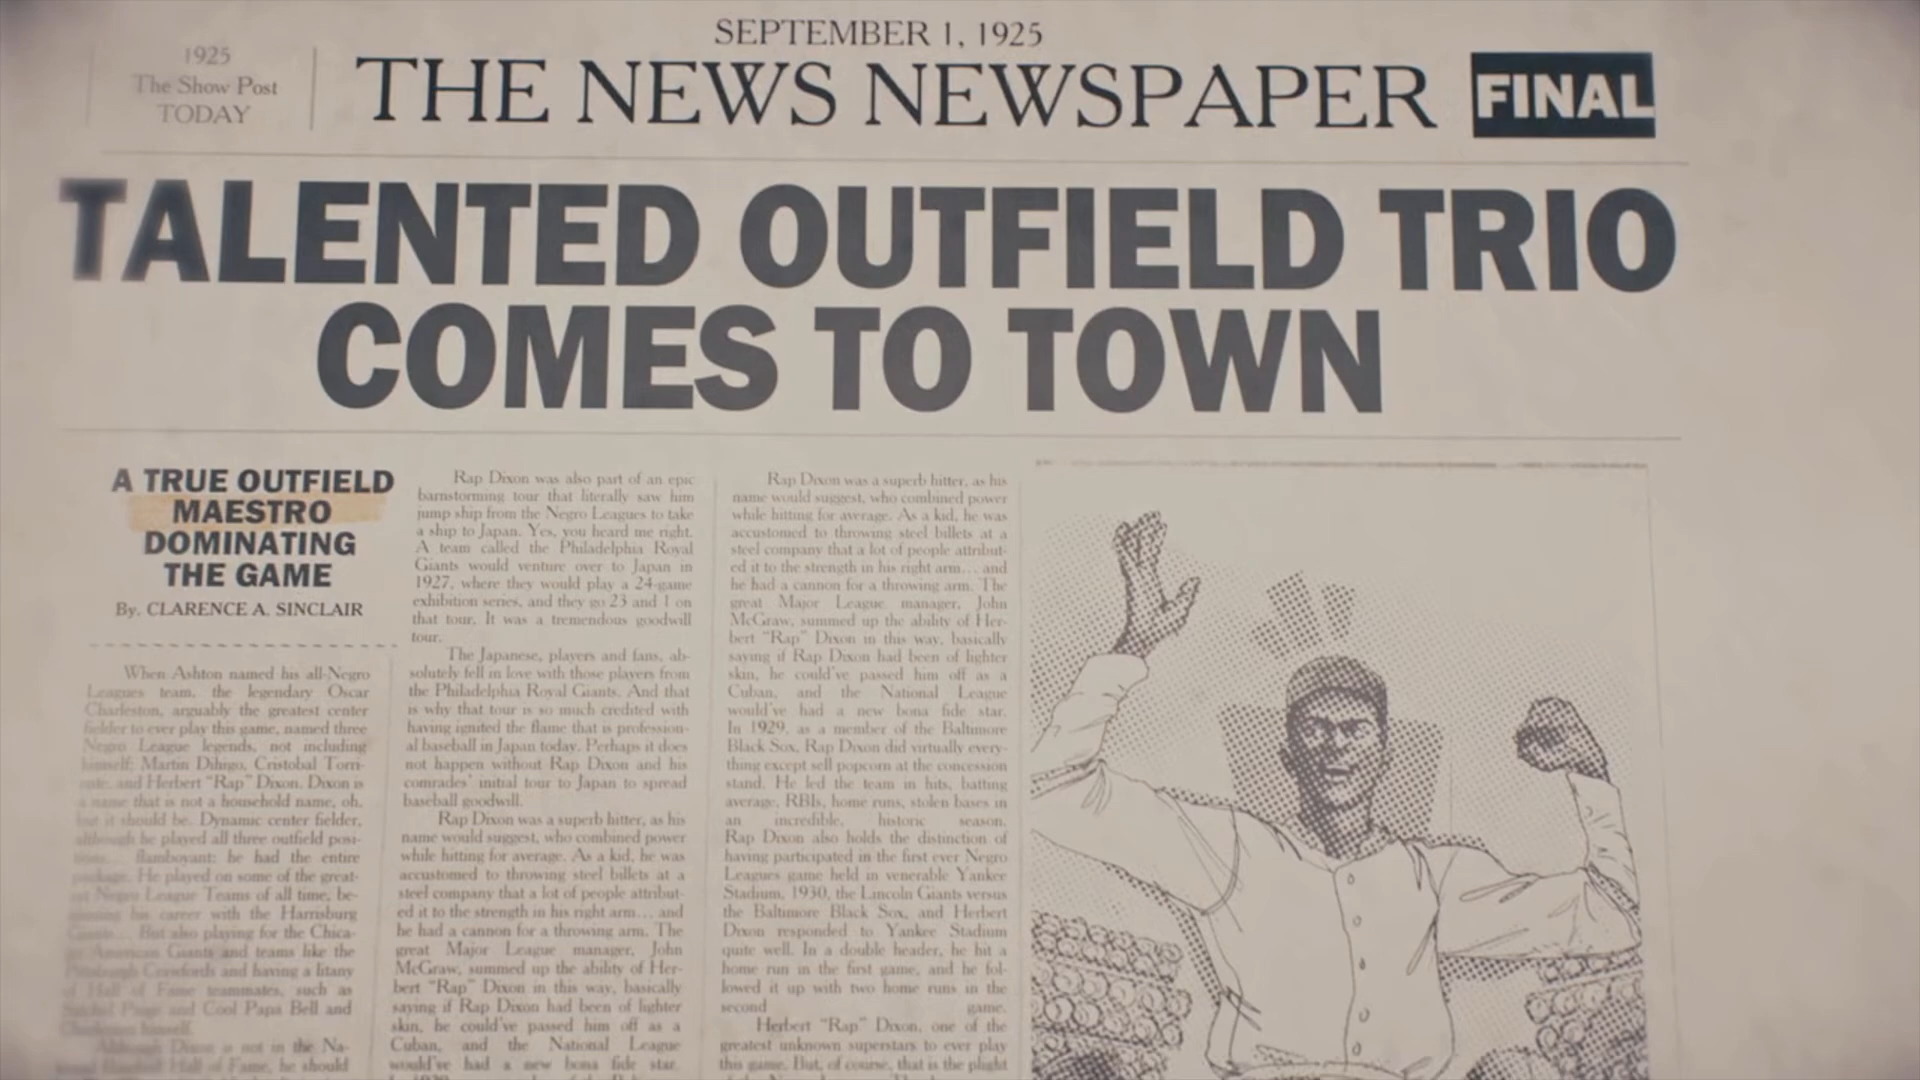 SEPTEMBER 1, 1925
1925
The Show Post
TODAY
THE NEWS NEWSPAPER
FINAL
TALENTED OUTFIELD TRIO
COMES TO TOWN
A TRUE OUTFIELD
MAESTRO
DOMINATING
THE GAME
By. CLARENCE A. SINCLAIR
When Ashton named his all-Negro
Leagues team, the legendary Oscar
Charleston, arguably the greatest center
fielder to ever play this game, named three
Negro League legends, not including
himself; Martin Dihigo, Cristobal Torri-
ente, and Herbert "Rap" Dixon. Dixon is
a name that is not a household name, oh,
but it should be. Dynamic center fielder,
although he played all three outfield posi-
tions... flamboyant: he had the entire
package. He played on some of the great-
est Negro League Teams of all time, be-
ginning his career with the Harrisburg
Giants... But also playing for the Chica-
go American Giants and teams like the
Pittsburgh Crawfords and having a litany
of Hall of Fame teammates, such as
Satchel Paige and Cool Papa Bell and
Charleston himself.
Although Dixon is not in the Na-
tional Baseball Hall of Fame, he should
Rap Dixon was also part of an epic
barnstorming tour that literally saw him
jump ship from the Negro Leagues to take
a ship to Japan. Yes, you heard me right.
A team called the Philadelphia Royal
Giants would venture over to Japan in
1927, where they would play a 24-game
exhibition series, and they go 23 and 1 on
that tour. It was a tremendous goodwill
tour.
The Japanese, players and fans, ab-
solutely fell in love with those players from
the Philadelphia Royal Giants. And that
is why that tour is so much credited with
having ignited the flame that is profession-
al baseball in Japan today. Perhaps it does
not happen without Rap Dixon and his
comrades' initial tour to Japan to spread
baseball goodwill.
Rap Dixon was a superb hitter, as his
name would suggest, who combined power
while hitting for average. As a kid, he was
accustomed to throwing steel billets at a
steel company that a lot of people attribut-
ed it to the strength in his right arm... and
he had a cannon for a throwing arm. The
great Major League manager, John
McGraw, summed up the ability of Her-
bert "Rap" Dixon in this way, basically
saying if Rap Dixon had been of lighter
skin, he could've passed him off as a
Cuban, and the National League
would've had a new bona fide star.
Rap Dixon was a superb hitter, as his
name would suggest, who combined power
while hitting for average. As a kid, he was
accustomed to throwing steel billets at a
steel company that a lot of people attribut-
ed it to the strength in his right arm... and
he had a cannon for a throwing arm. The
great Major League manager, John
McGraw, summed up the ability of Her-
bert "Rap" Dixon in this way, basically
saying if Rap Dixon had been of lighter
skin, he could've passed him off as a
Cuban, and the National League
would've had a new bona fide star.
In 1929, as a member of the Baltimore
Black Sox, Rap Dixon did virtually every-
thing except sell popcorn at the concession
stand. He led the team in hits, batting
average, RBIs, home runs, stolen bases in
an incredible, historic season.
Rap Dixon also holds the distinction of
having participated in the first ever Negro
Leagues game held in venerable Yankee
Stadium, 1930, the Lincoln Giants versus
the Baltimore Black Sox, and Herbert
Dixon responded to Yankee Stadium
quite well. In a double header, he hit a
home run in the first game, and he fol-
lowed it up with two home runs in the
second game.
Herbert "Rap" Dixon, one of the
greatest unknown superstars to ever play
this game. But, of course, that is the plight